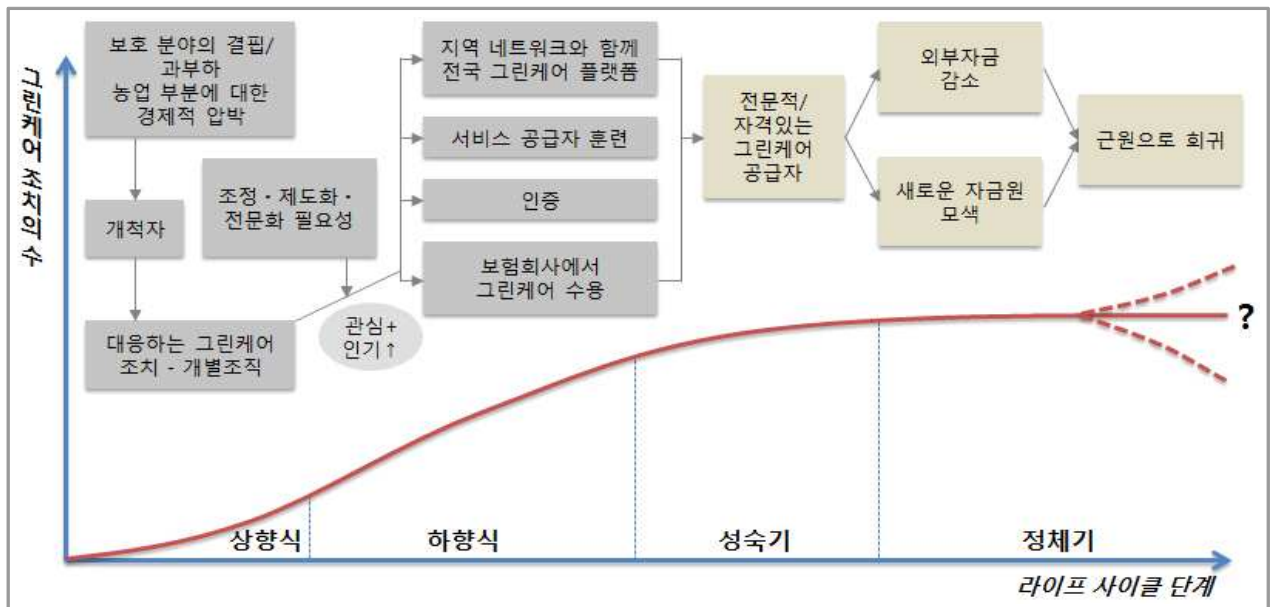 그린케어 조치의 수
보호 분야의 결핍/
과부하
농업 부분에 대한
경제적 압박
개척자
대응하는 그린케어
조치 - 개별조직
조정·제도화·
전문화 필요성
관심+
인기↑
지역 네트워크와 함께
전국 그린케어 플랫폼
서비스 공급자 훈련
인증
보험회사에서
그린케어 수용
전문적/
자격있는
그린케어
공급자
외부자금
감소
새로운 자금원
모색
근원으로 회귀
?
상향식
하향식
성숙기
정체기
라이프 사이클 단계